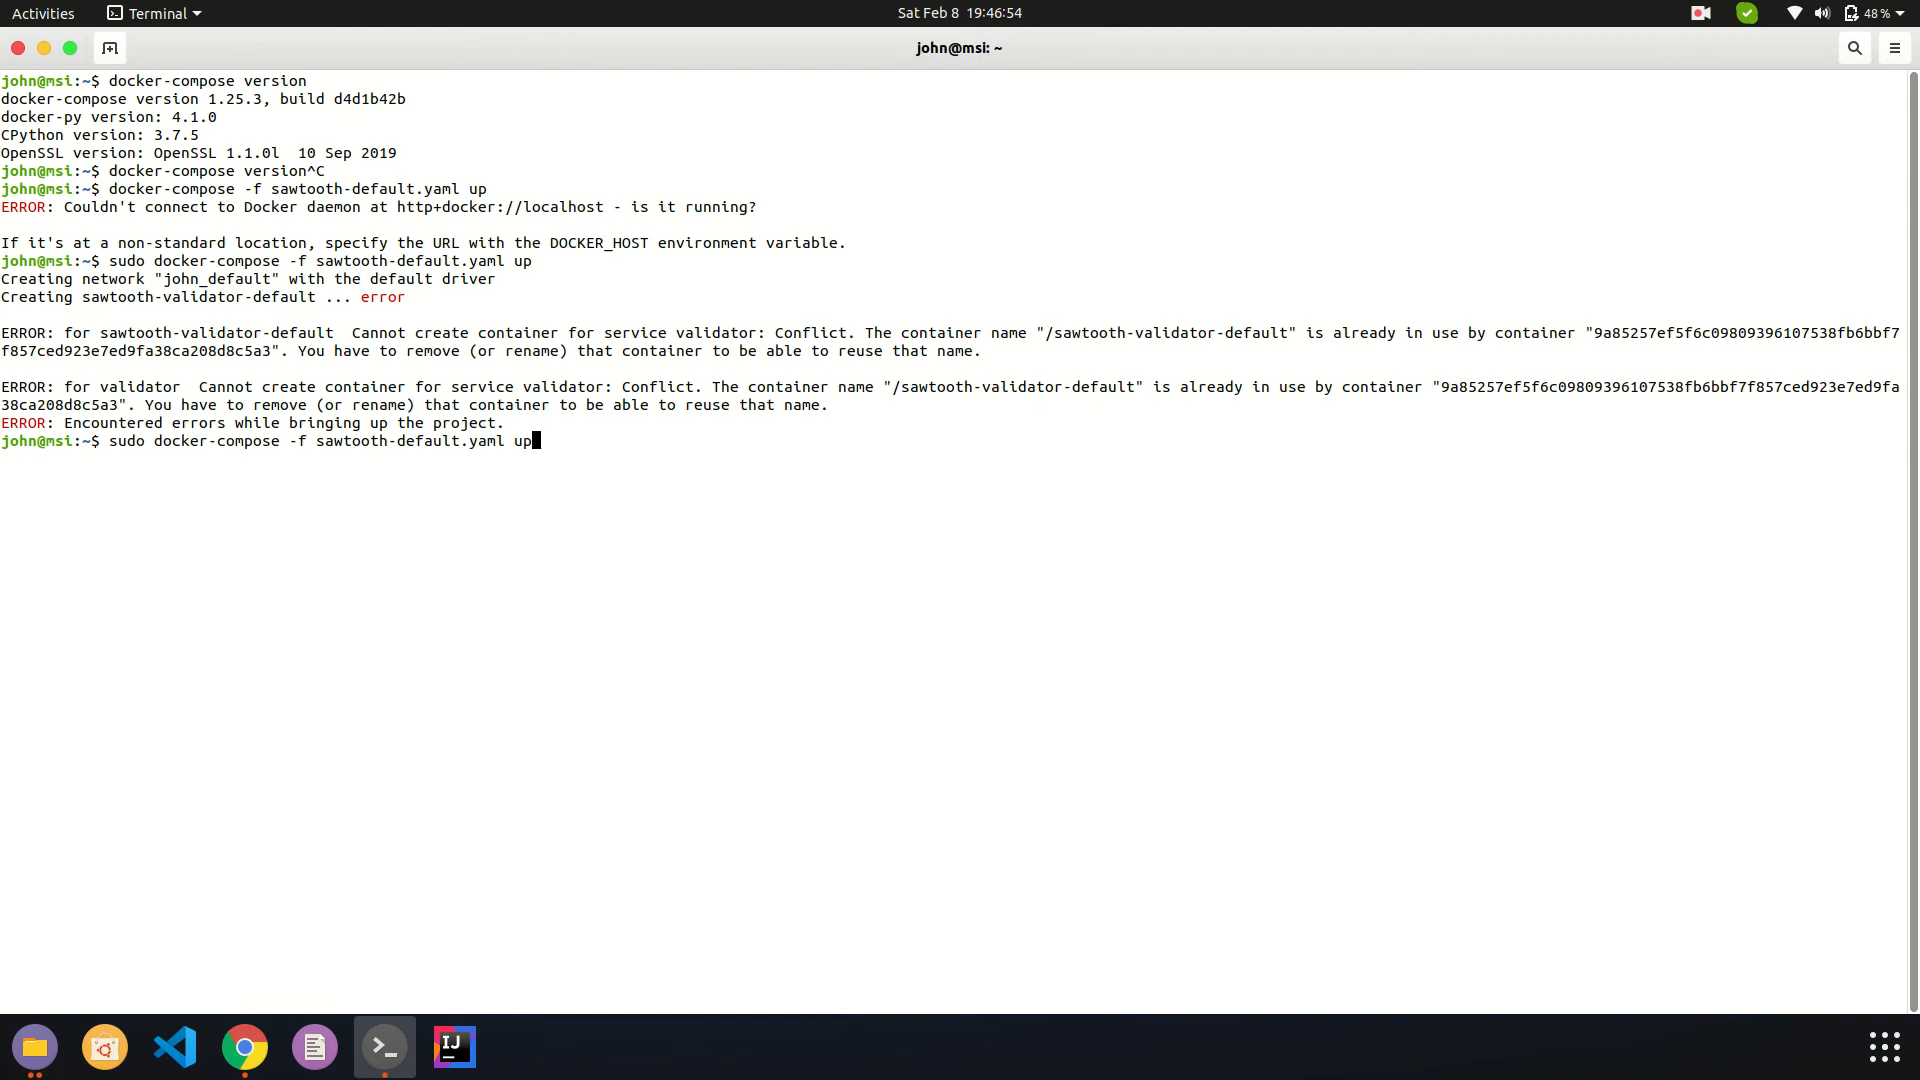 Activities Terminal Sat Feb 8 19:46:54 48%
john@msi: ~
john@msi:~$ docker-compose version
docker-compose version 1.25.3, build d4d1b42b
docker-py version: 4.1.0
CPython version: 3.7.5
OpenSSL version: OpenSSL 1.1.0l  10 Sep 2019
john@msi:~$ docker-compose version^C
john@msi:~$ docker-compose -f sawtooth-default.yaml up
ERROR: Couldn't connect to Docker daemon at http+docker://localhost - is it running?
If it's at a non-standard location, specify the URL with the DOCKER_HOST environment variable.
john@msi:~$ sudo docker-compose -f sawtooth-default.yaml up
Creating network "john_default" with the default driver
Creating sawtooth-validator-default ... error
ERROR: for sawtooth-validator-default  Cannot create container for service validator: Conflict. The container name "/sawtooth-validator-default" is already in use by container "9a85257ef5f6c09809396107538fb6bbf7
f857ced923e7ed9fa38ca208d8c5a3". You have to remove (or rename) that container to be able to reuse that name.
ERROR: for validator  Cannot create container for service validator: Conflict. The container name "/sawtooth-validator-default" is already in use by container "9a85257ef5f6c09809396107538fb6bbf7f857ced923e7ed9fa
38ca208d8c5a3". You have to remove (or rename) that container to be able to reuse that name.
ERROR: Encountered errors while bringing up the project.
john@msi:~$ sudo docker-compose -f sawtooth-default.yaml up
IJ